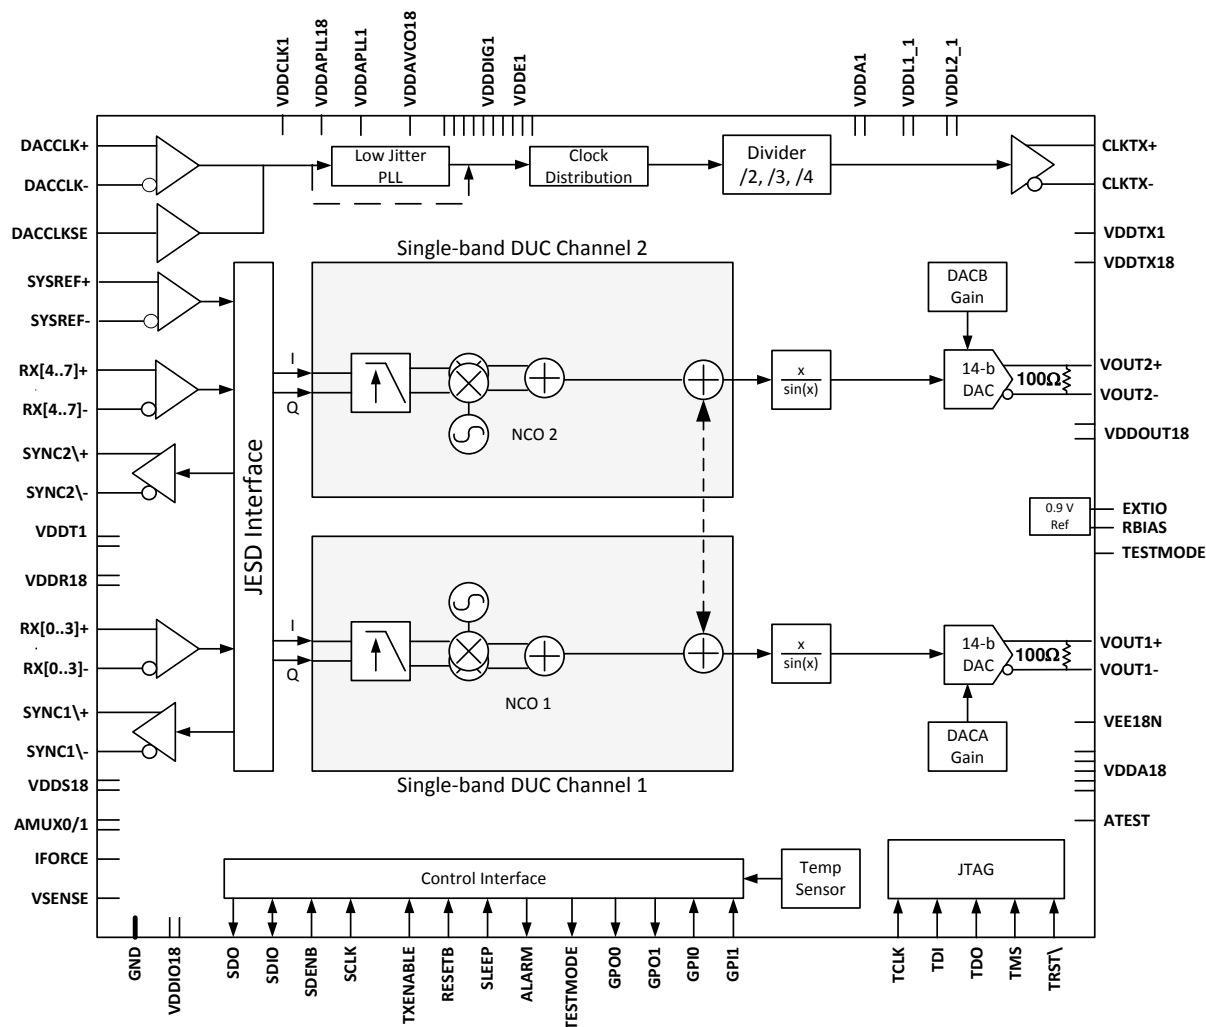 VDDCLK1
VDDAPLL18
VDDAPLL1
VDDAVCO18
VDDDIG1
VDDE1
VDDA1
VDDL1_1
VDDL2_1
DACCLK+
DACCLK-
DACCLKSE
Low Jitter
PLL
Clock
Distribution
Divider
/2, /3, /4
CLKTX+
CLKTX-
VDDTX1
VDDTX18
SYSREF+
SYSREF-
RX[4..7]+
RX[4..7]-
SYNC2\+
SYNC2\-
VDDT1
VDDR18
RX[0..3]+
RX[0..3]-
SYNC1\+
SYNC1\-
VDDS18
AMUX0/1
IFORCE
VSENSE
JESD Interface
Single-band DUC Channel 2
I
Q
NCO 2
x
sin(x)
DACB
Gain
14-b
DAC
100Ω
VOUT2+
VOUT2-
VDDOUT18
0.9 V
Ref
EXTIO
RBIAS
TESTMODE
I
Q
NCO 1
Single-band DUC Channel 1
x
sin(x)
14-b
DAC
100Ω
DACA
Gain
VOUT1+
VOUT1-
VEE18N
VDDA18
ATEST
Control Interface
Temp
Sensor
JTAG
GND
VDDIO18
SDO
SDIO
SDENB
SCLK
TXENABLE
RESETB
SLEEP
ALARM
TESTMODE
GPO0
GPO1
GPI0
GPI1
TCLK
TDI
TDO
TMS
TRST\